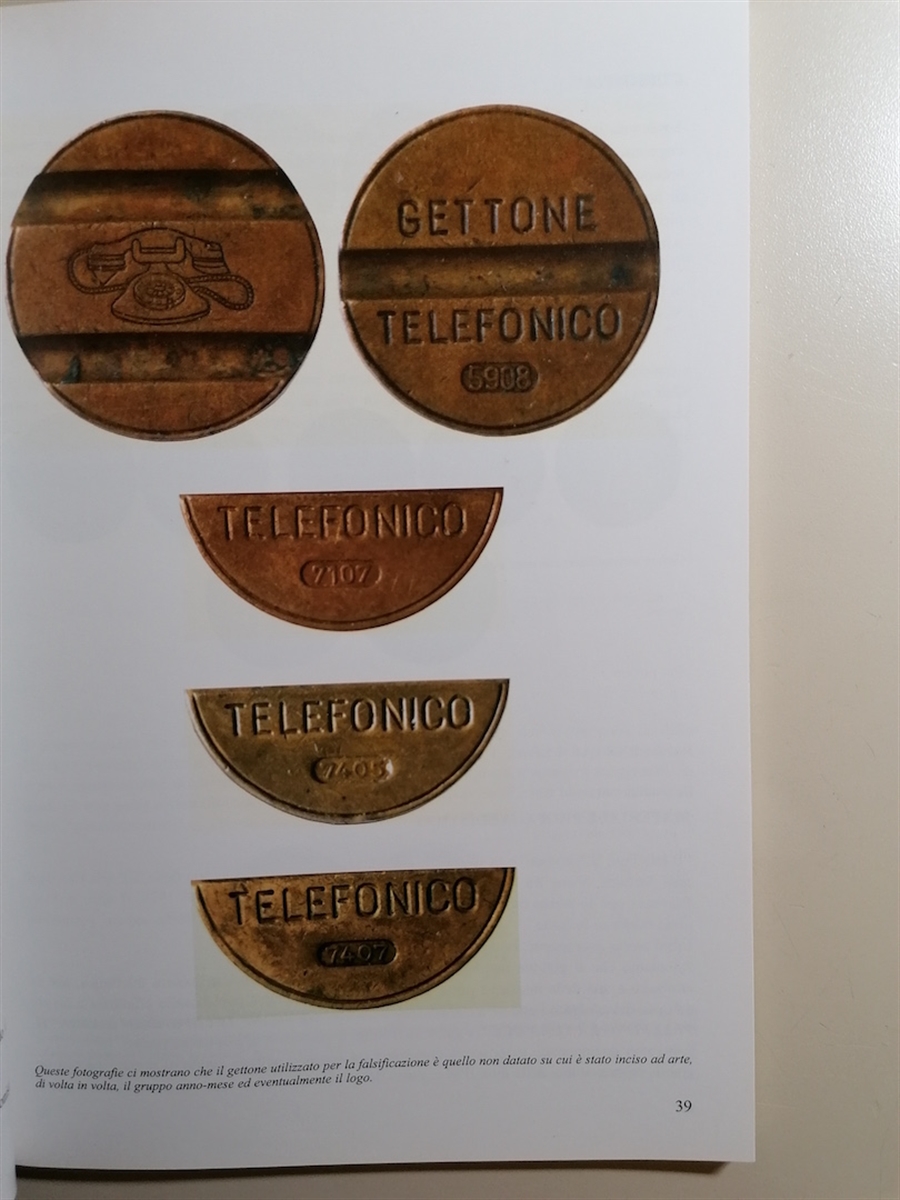 GETTONE
TELEFONICO
5908
TELEFONICO
7107
TELEFONICO
7405
TELEFONICO
7407
Queste fotografie ci mostrano che il gettone utilizzato per la falsificazione è quello non datato su cui è stato inciso ad arte,
di volta in volta, il gruppo anno-mese ed eventualmente il logo.
39